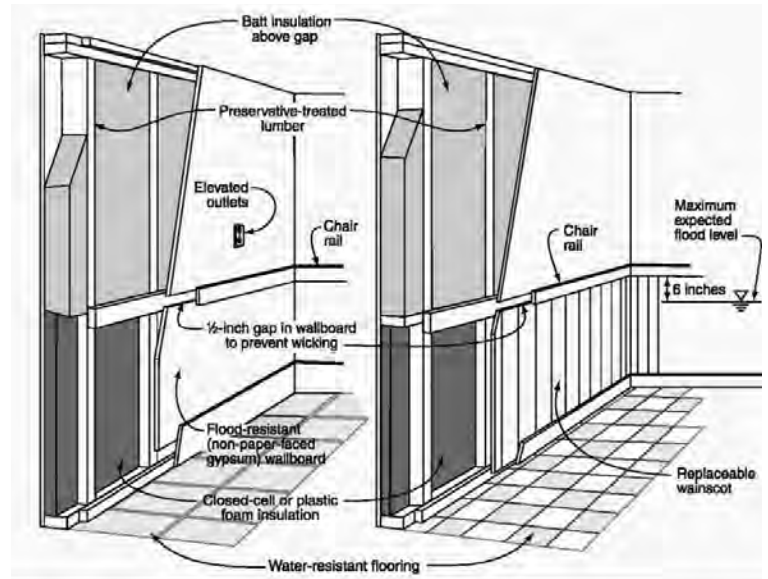 Batt insulation
above gap
Preservative-treated
lumber
Elevated
outlets
Chair
rail
Chair
rail
Maximum
expected
flood level
6 inches
½-inch gap in wallboard
to prevent wicking
Flood-resistant
(non-paper-faced
gypsum) wallboard
Closed-cell or plastic
foam insulation
Replaceable
wainscot
Water-resistant flooring